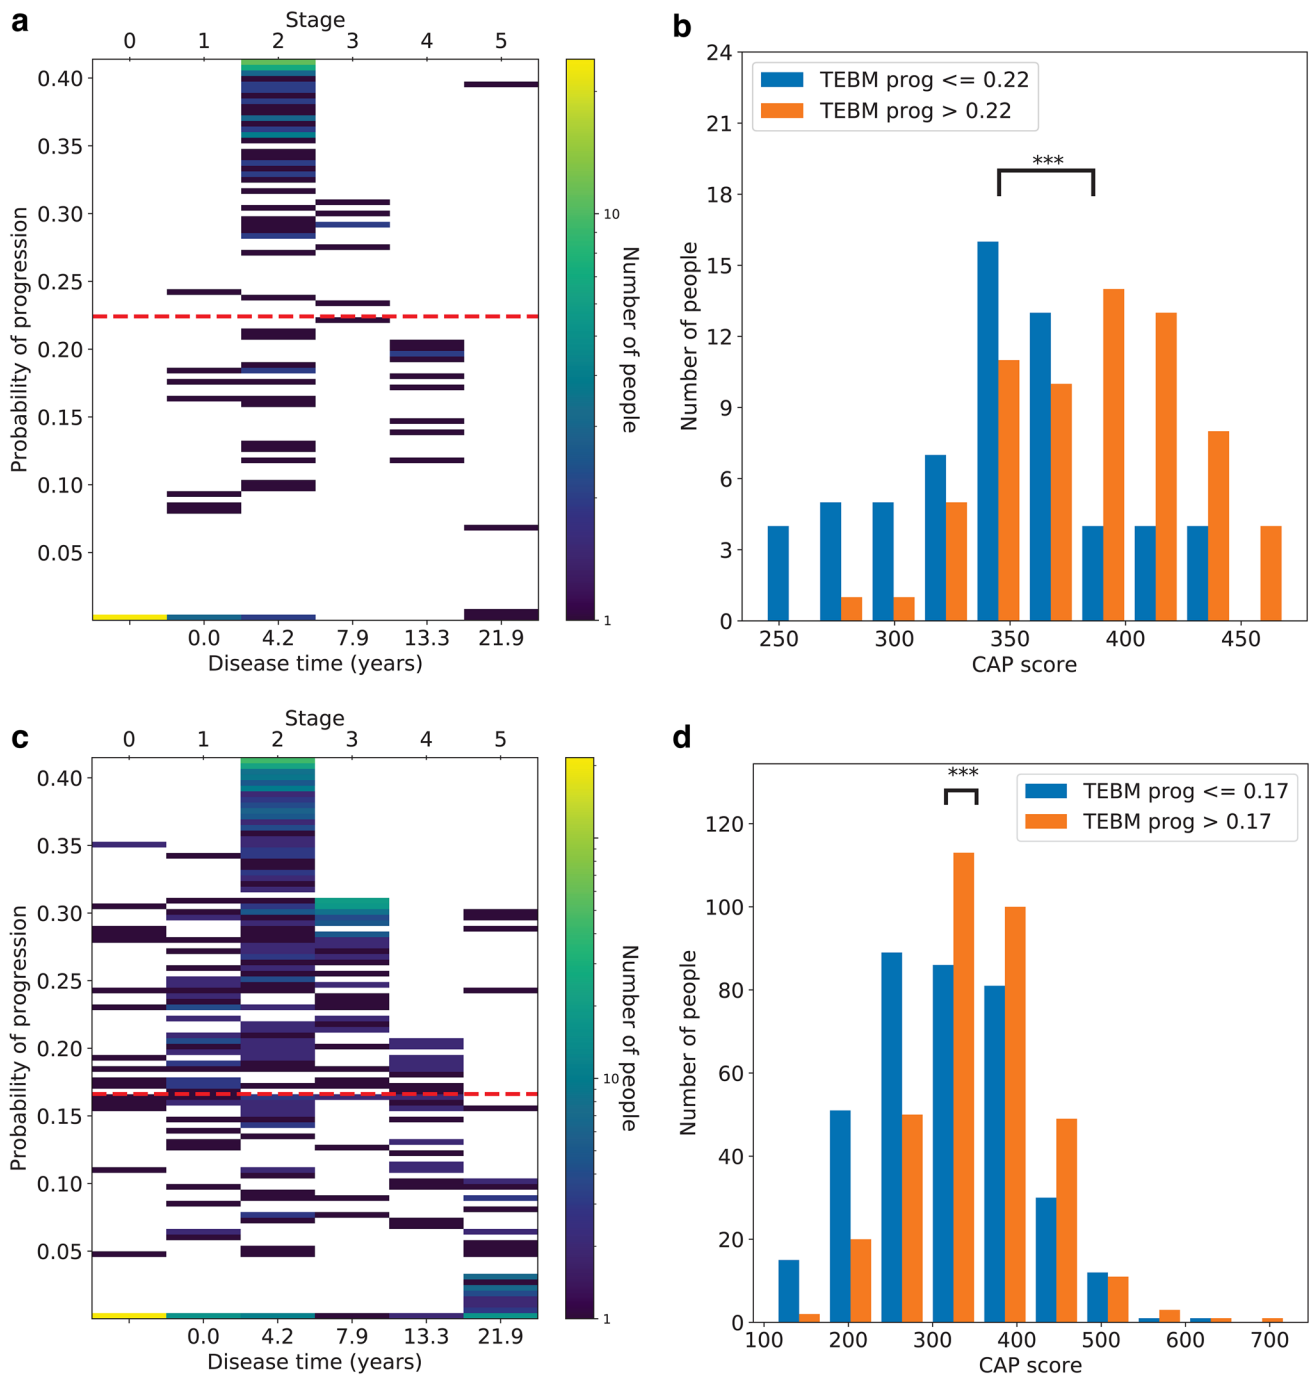 a
Stage
0 1 2 3 4 5
0.40
0.35
0.30
0.25
0.20
0.15
0.10
0.05
Probability of progression
0.0 4.2 7.9 13.3 21.9
Disease time (years)
10
1
Number of people
b
24
21
18
15
12
9
6
3
0
Number of people
TEBM prog <= 0.22
TEBM prog > 0.22
***
250 300 350 400 450
CAP score
c
Stage
0 1 2 3 4 5
0.40
0.35
0.30
0.25
0.20
0.15
0.10
0.05
Probability of progression
0.0 4.2 7.9 13.3 21.9
Disease time (years)
10
1
Number of people
d
120
100
80
60
40
20
0
Number of people
***
TEBM prog <= 0.17
TEBM prog > 0.17
100 200 300 400 500 600 700
CAP score